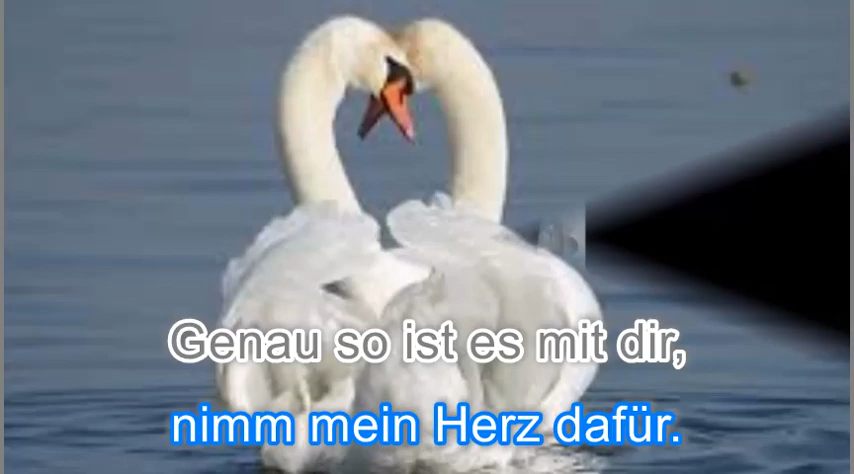 Genau so ist es mit dir,
nimm mein Herz dafür.